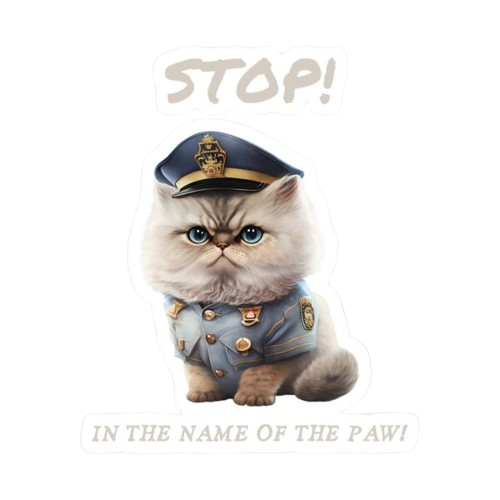 STOP!
IN THE NAME OF THE PAW!